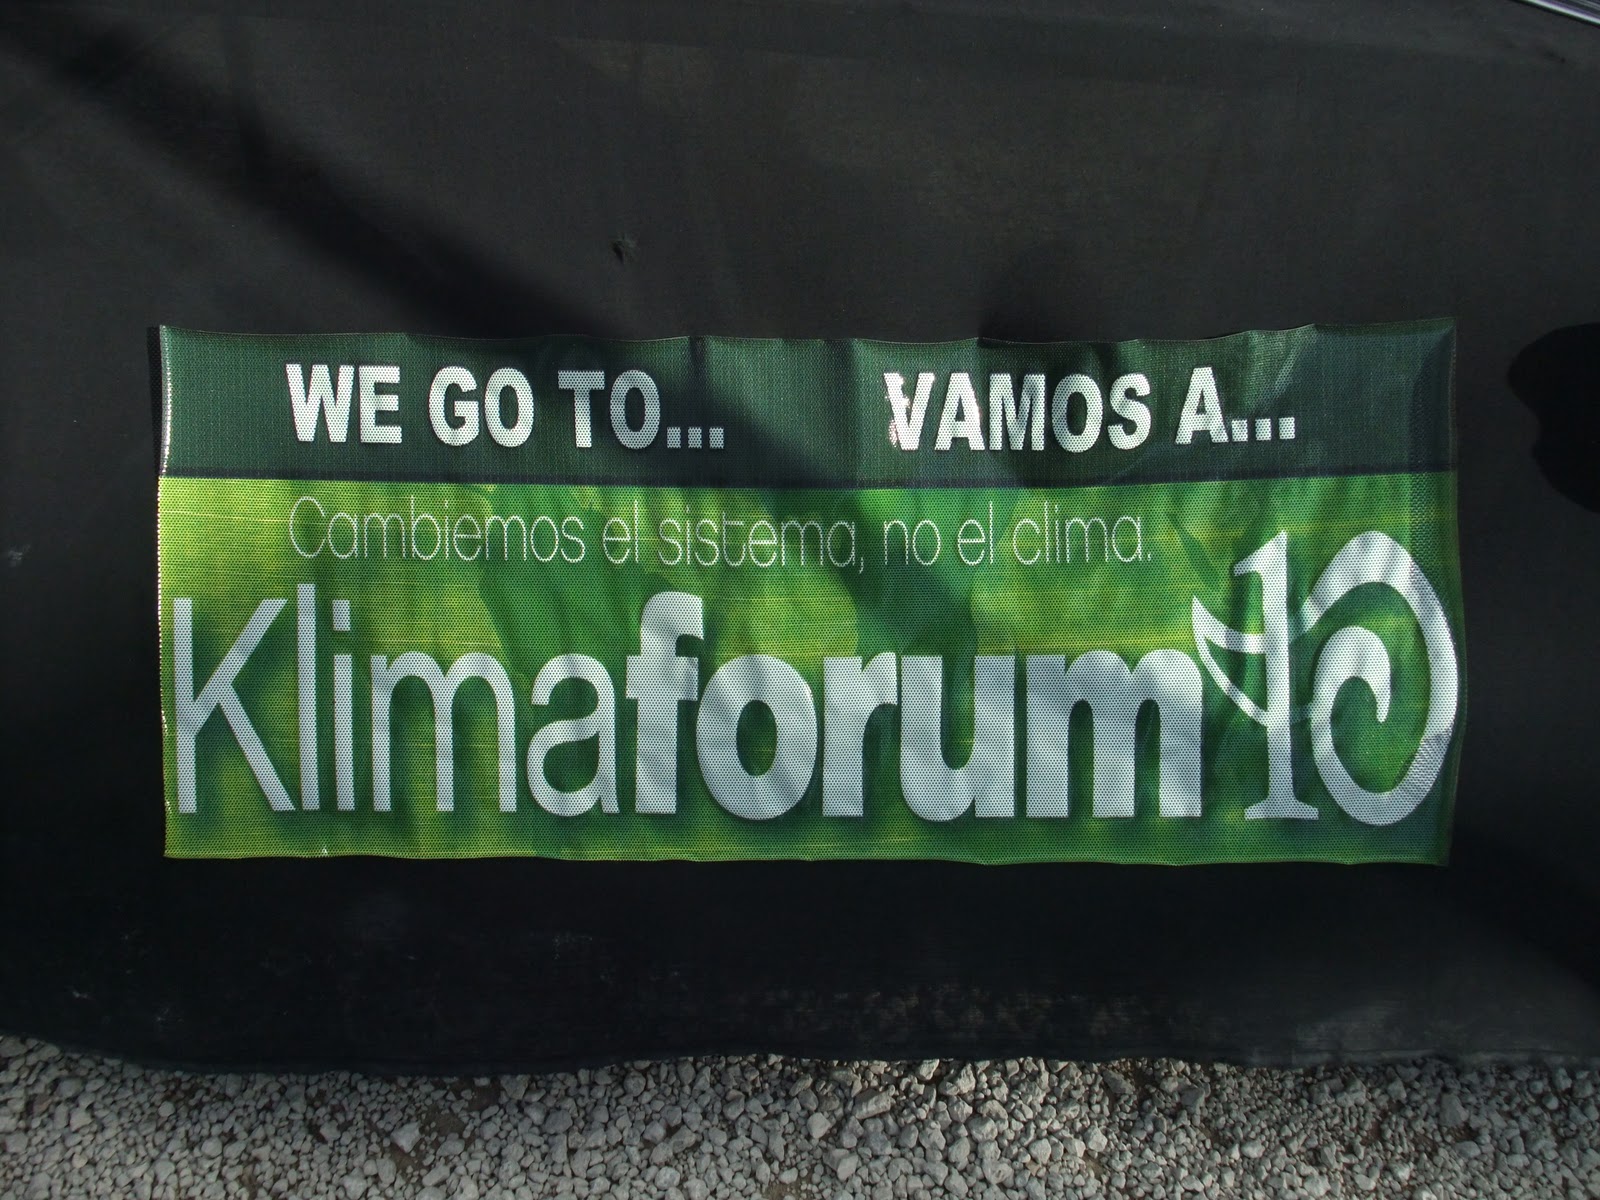 WE GO TO... VAMOS A...
Cambiemos el sistema, no el clima.
Klimaforum10